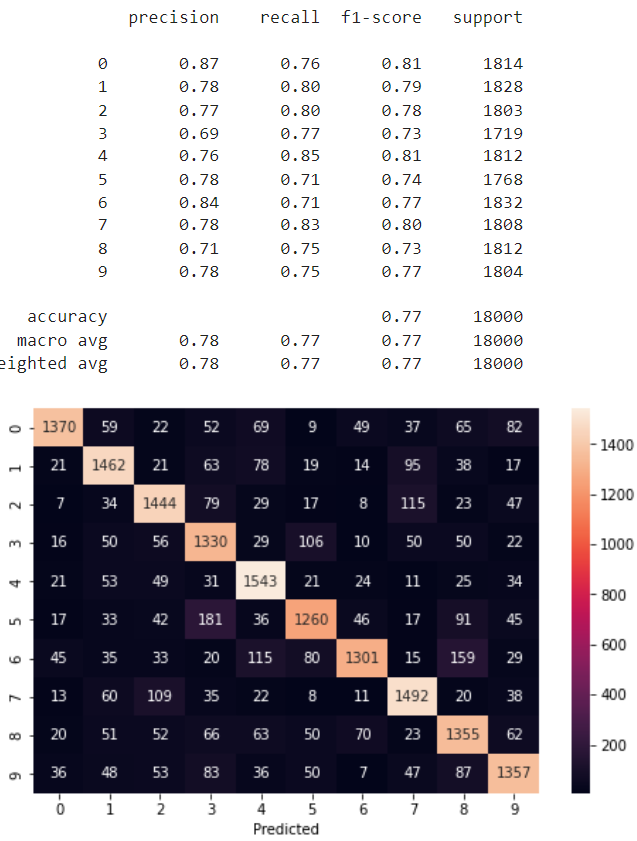 precision recall f1-score support
0 0.87 0.76 0.81 1814
1 0.78 0.80 0.79 1828
2 0.77 0.80 0.78 1803
3 0.69 0.77 0.73 1719
4 0.76 0.85 0.81 1812
5 0.78 0.71 0.74 1768
6 0.84 0.71 0.77 1832
7 0.78 0.83 0.80 1808
8 0.71 0.75 0.73 1812
9 0.78 0.75 0.77 1804
accuracy 0.77 18000
macro avg 0.78 0.77 0.77 18000
eighted avg 0.78 0.77 0.77 18000
0 1370 59 22 52 69 9 49 37 65 82
1 21 1462 21 63 78 19 14 95 38 17
2 7 34 1444 79 29 17 8 115 23 47
3 16 50 56 1330 29 106 10 50 50 22
4 21 53 49 31 1543 21 24 11 25 34
5 17 33 42 181 36 1260 46 17 91 45
6 45 35 33 20 115 80 1301 15 159 29
7 13 60 109 35 22 8 11 1492 20 38
8 20 51 52 66 63 50 70 23 1355 62
9 36 48 53 83 36 50 7 47 87 1357
0 1 2 3 4 5 6 7 8 9
Predicted
1400
1200
1000
800
600
400
200